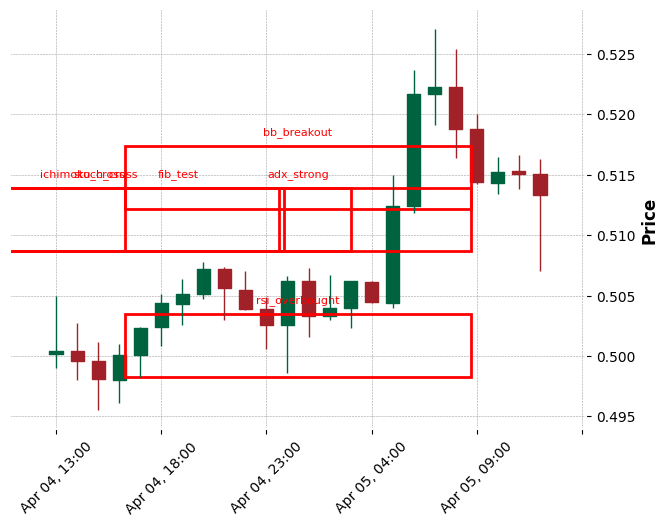 0.525
0.520
bb_breakout
ichimoku_cross
stoch_cross
fib_test
adx_strong
0.515
0.510
Price
rsi_overbought
0.505
0.500
0.495
Apr 04, 13:00
Apr 04, 18:00
Apr 04, 23:00
Apr 05, 04:00
Apr 05, 09:00